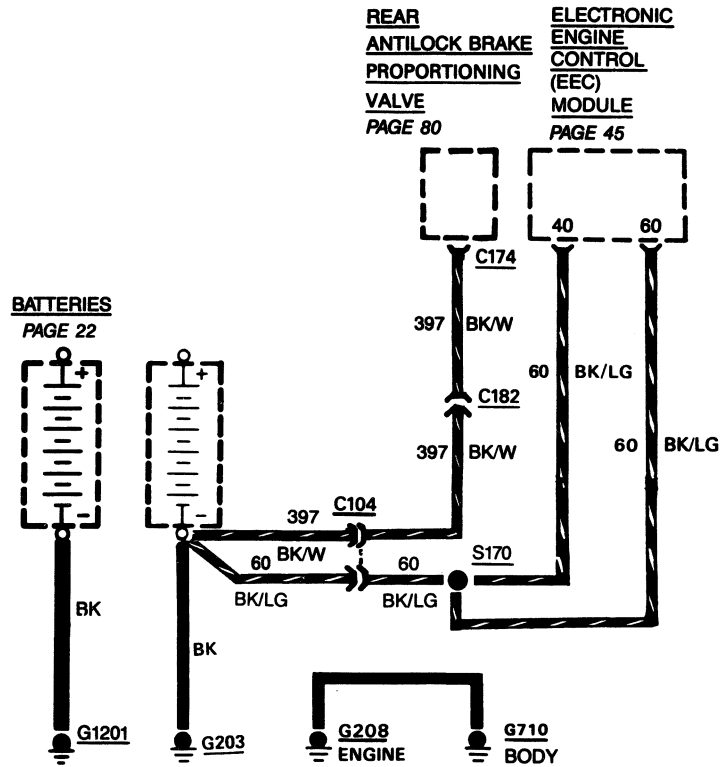 REAR
ANTILOCK BRAKE
PROPORTIONING
VALVE
PAGE 80
ELECTRONIC
ENGINE
CONTROL
(EEC)
MODULE
PAGE 45
40
60
C174
BATTERIES
PAGE 22
397
BK/W
+
+
60
BK/LG
C182
60
BK/LG
397
BK/W
-
-
C104
397
BK/W
S170
60
BK/LG
60
BK/LG
BK
BK
G1201
G203
G208
ENGINE
G710
BODY